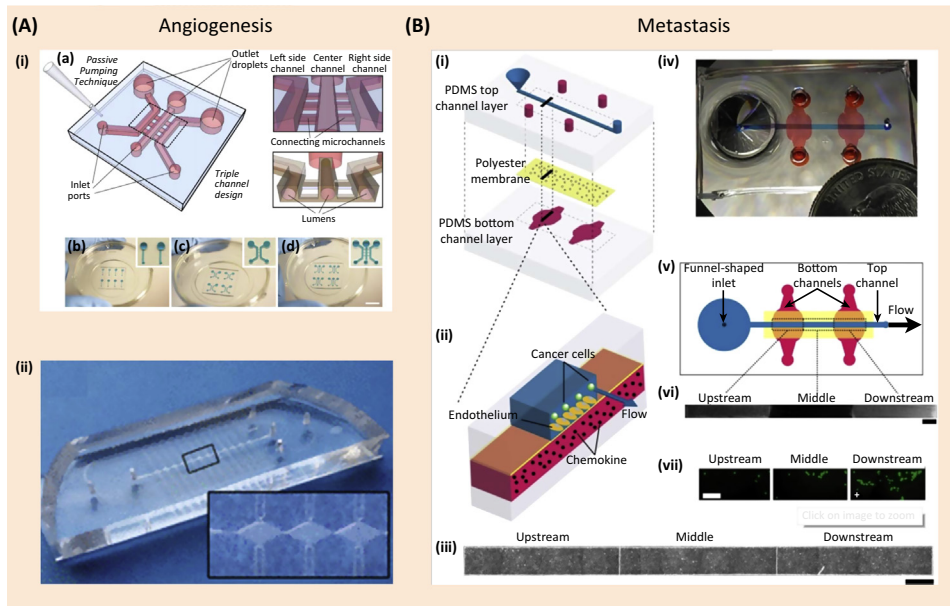 (A) Angiogenesis
(i)
(a)
Passive
Pumping
Technique
Outlet
droplets
Inlet
ports
Triple
channel
design
Left side
channel
Center
channel
Right side
channel
Connecting microchannels
Lumens
(b)
(c)
(d)
(ii)
(B) Metastasis
(i)
PDMS top
channel layer
Polyester
membrane
PDMS bottom
channel layer
(ii)
Cancer cells
Endothelium
Flow
Chemokine
(iv)
(v)
Funnel-shaped
inlet
Bottom
channels
Top
channel
Flow
(vi)
Upstream Middle Downstream
(vii)
Upstream Middle Downstream
+
Click on image to zoom
(iii)
Upstream Middle Downstream